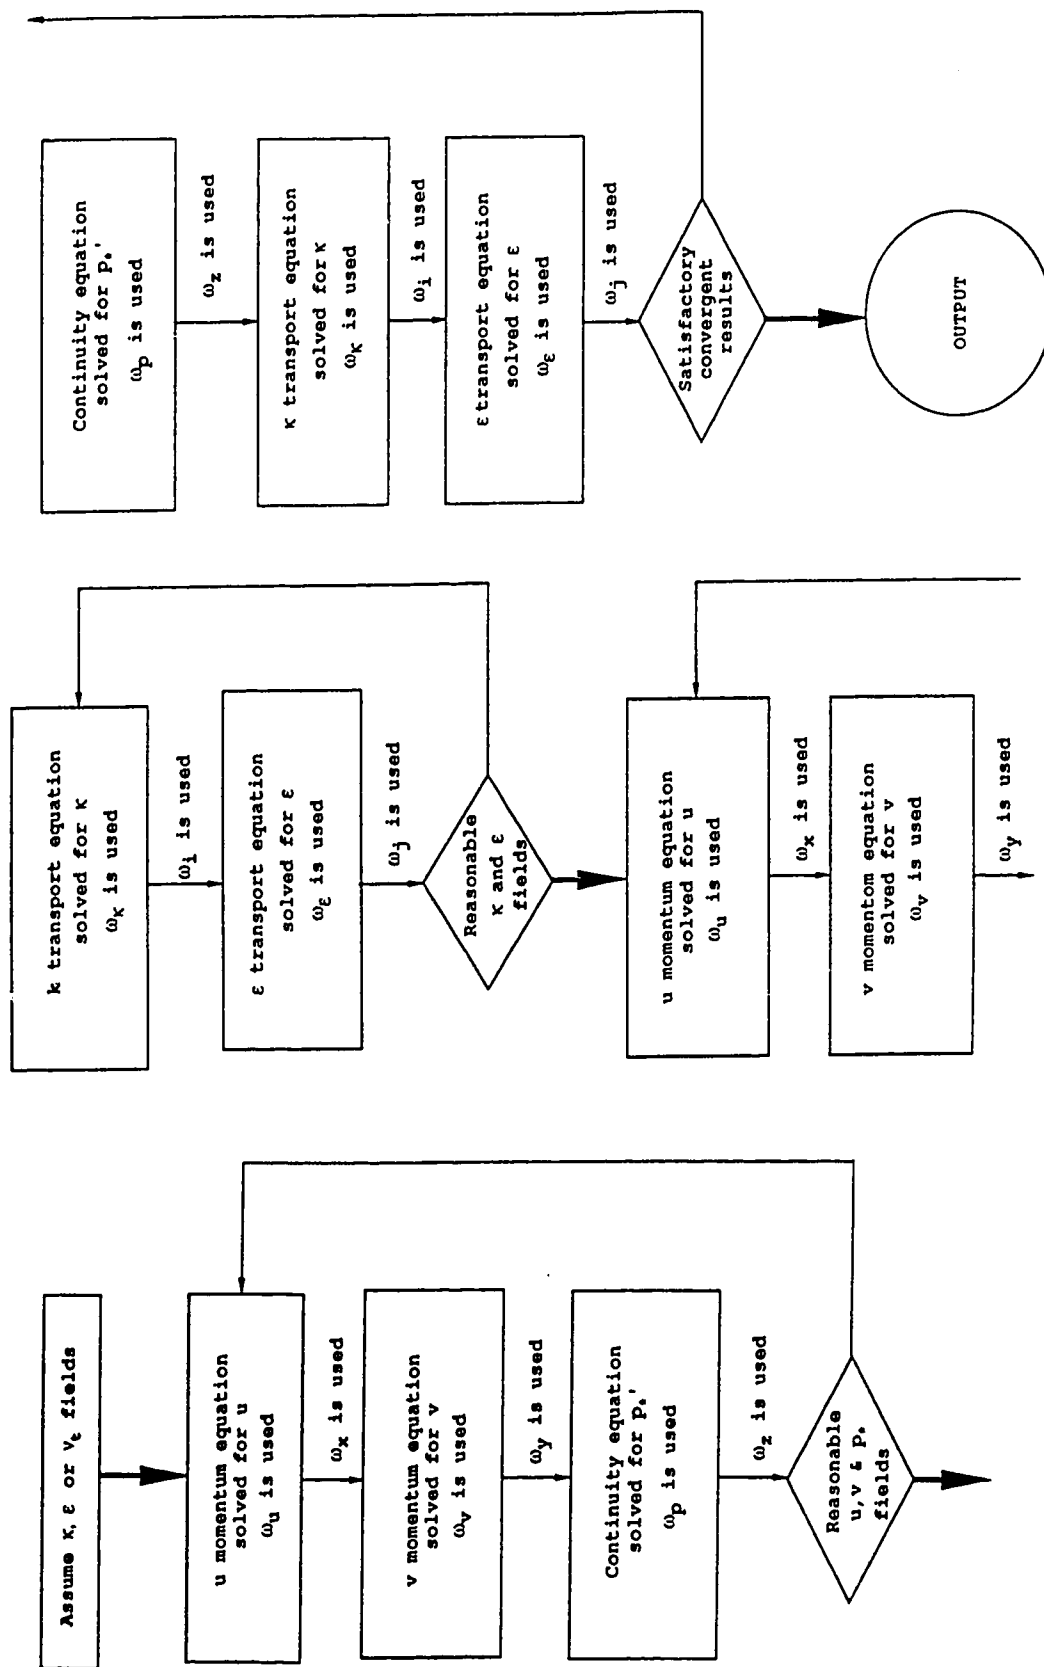 Assume κ, ε or νt fields
u momentum equation
solved for u
ωu is used
ωx is used
v momentum equation
solved for v
ωv is used
ωy is used
Continuity equation
solved for p•'
ωp is used
ωz is used
Reasonable
u,v & p•
fields
k transport equation
solved for κ
ωκ is used
ωi is used
ε transport equation
solved for ε
ωε is used
ωj is used
Reasonable
κ and ε
fields
u momentum equation
solved for u
ωu is used
ωx is used
v momentom equation
solved for v
ωv is used
ωy is used
Continuity equation
solved for p•'
ωp is used
ωz is used
κ transport equation
solved for κ
ωκ is used
ωi is used
ε transport equation
solved for ε
ωε is used
ωj is used
Satisfactory
convergent
results
OUTPUT